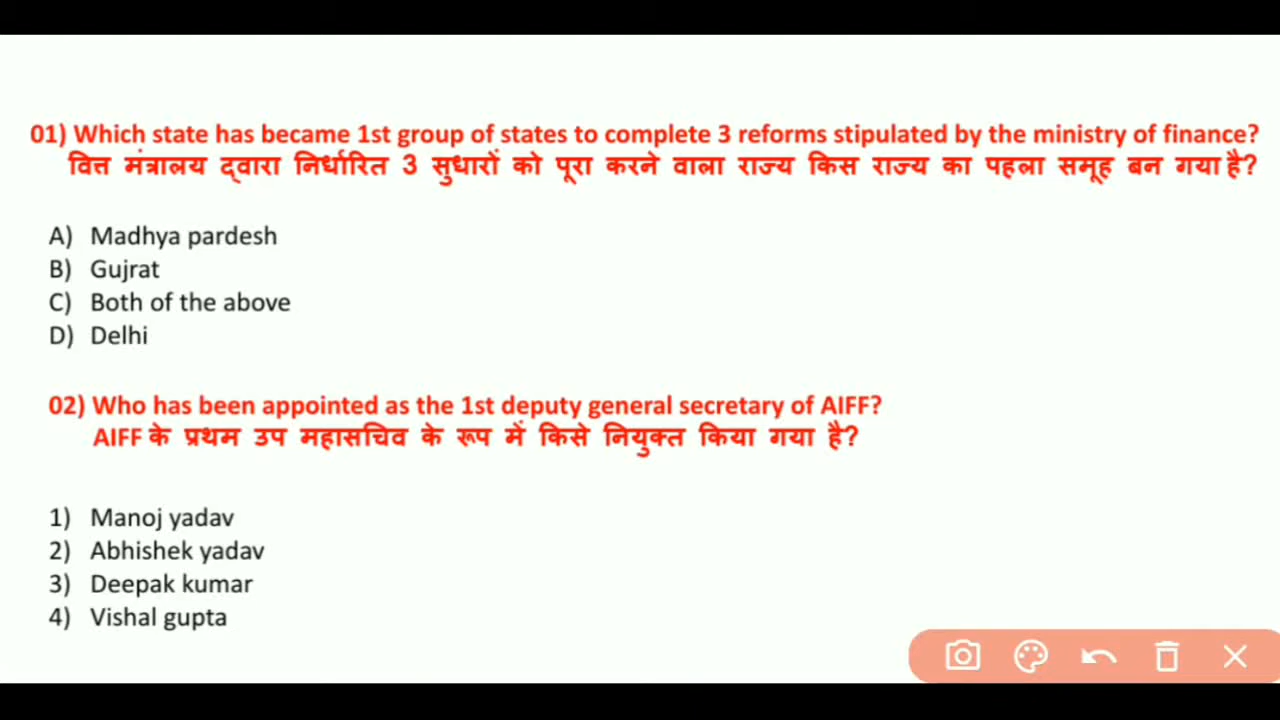 01) Which state has became 1st group of states to complete 3 reforms stipulated by the ministry of finance?
वित्त मंत्रालय द्वारा निर्धारित 3 सुधारों को पूरा करने वाला राज्य किस राज्य का पहला समूह बन गया है?
A) Madhya pardesh
B) Gujrat
C) Both of the above
D) Delhi
02) Who has been appointed as the 1st deputy general secretary of AIFF?
AIFF के प्रथम उप महासचिव के रूप में किसे नियुक्त किया गया है?
1) Manoj yadav
2) Abhishek yadav
3) Deepak kumar
4) Vishal gupta